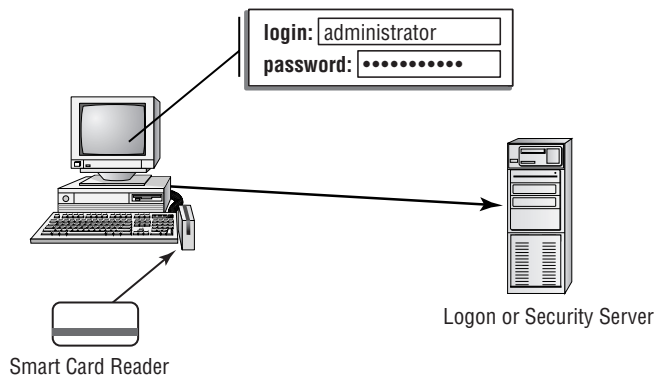 login: administrator
password: •••••••••••
Logon or Security Server
Smart Card Reader